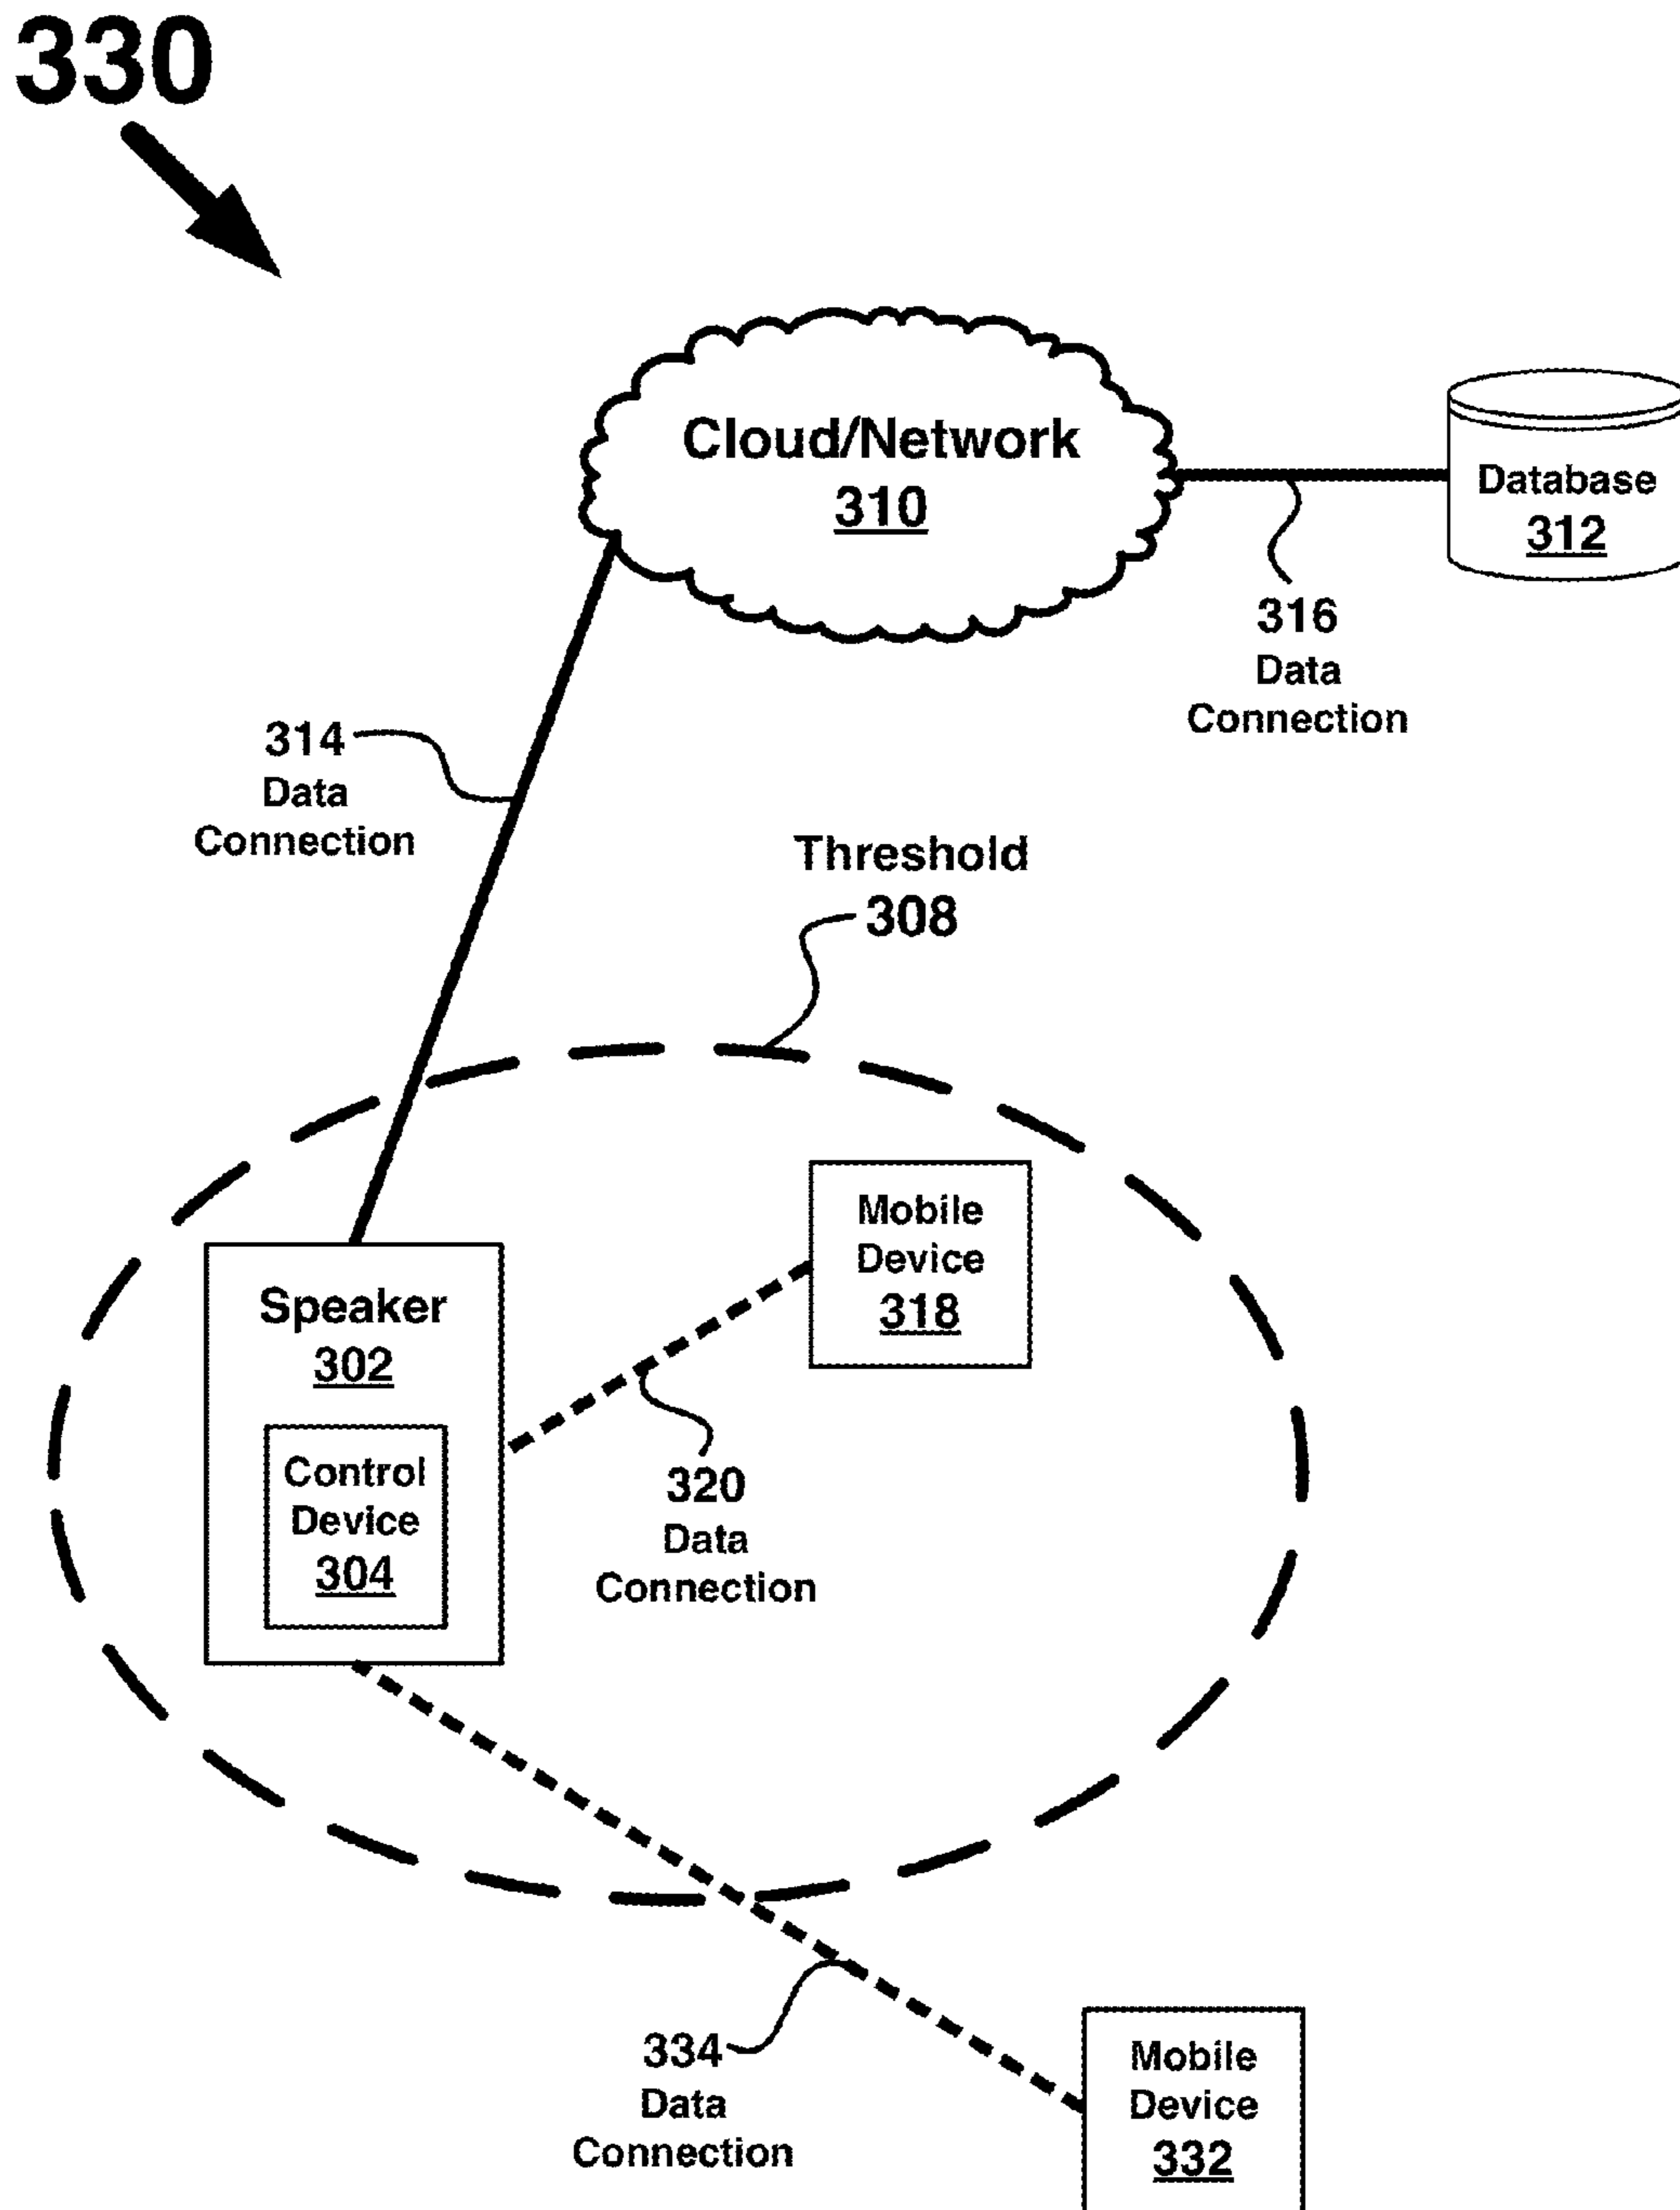 330
Cloud/Network
310
Database
312
316
Data
Connection
314
Data
Connection
Threshold
308
Mobile
Device
318
Speaker
302
Control
Device
304
320
Data
Connection
334
Data
Connection
Mobile
Device
332